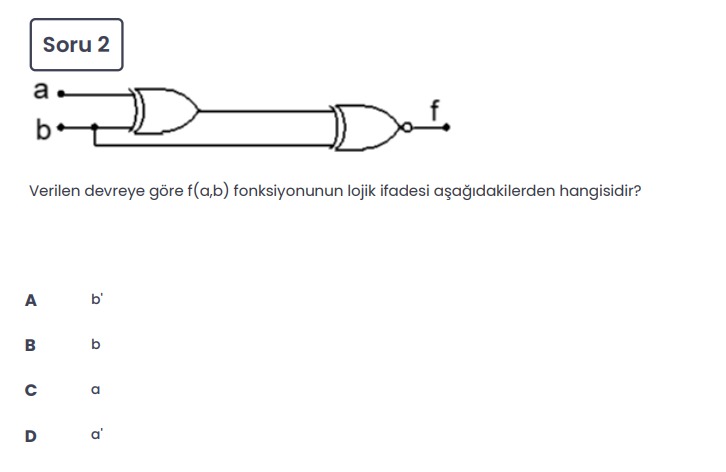 Soru 2
a
b
f
Verilen devreye göre f(a,b) fonksiyonunun lojik ifadesi aşağıdakilerden hangisidir?
A b'
B b
C a
D a'